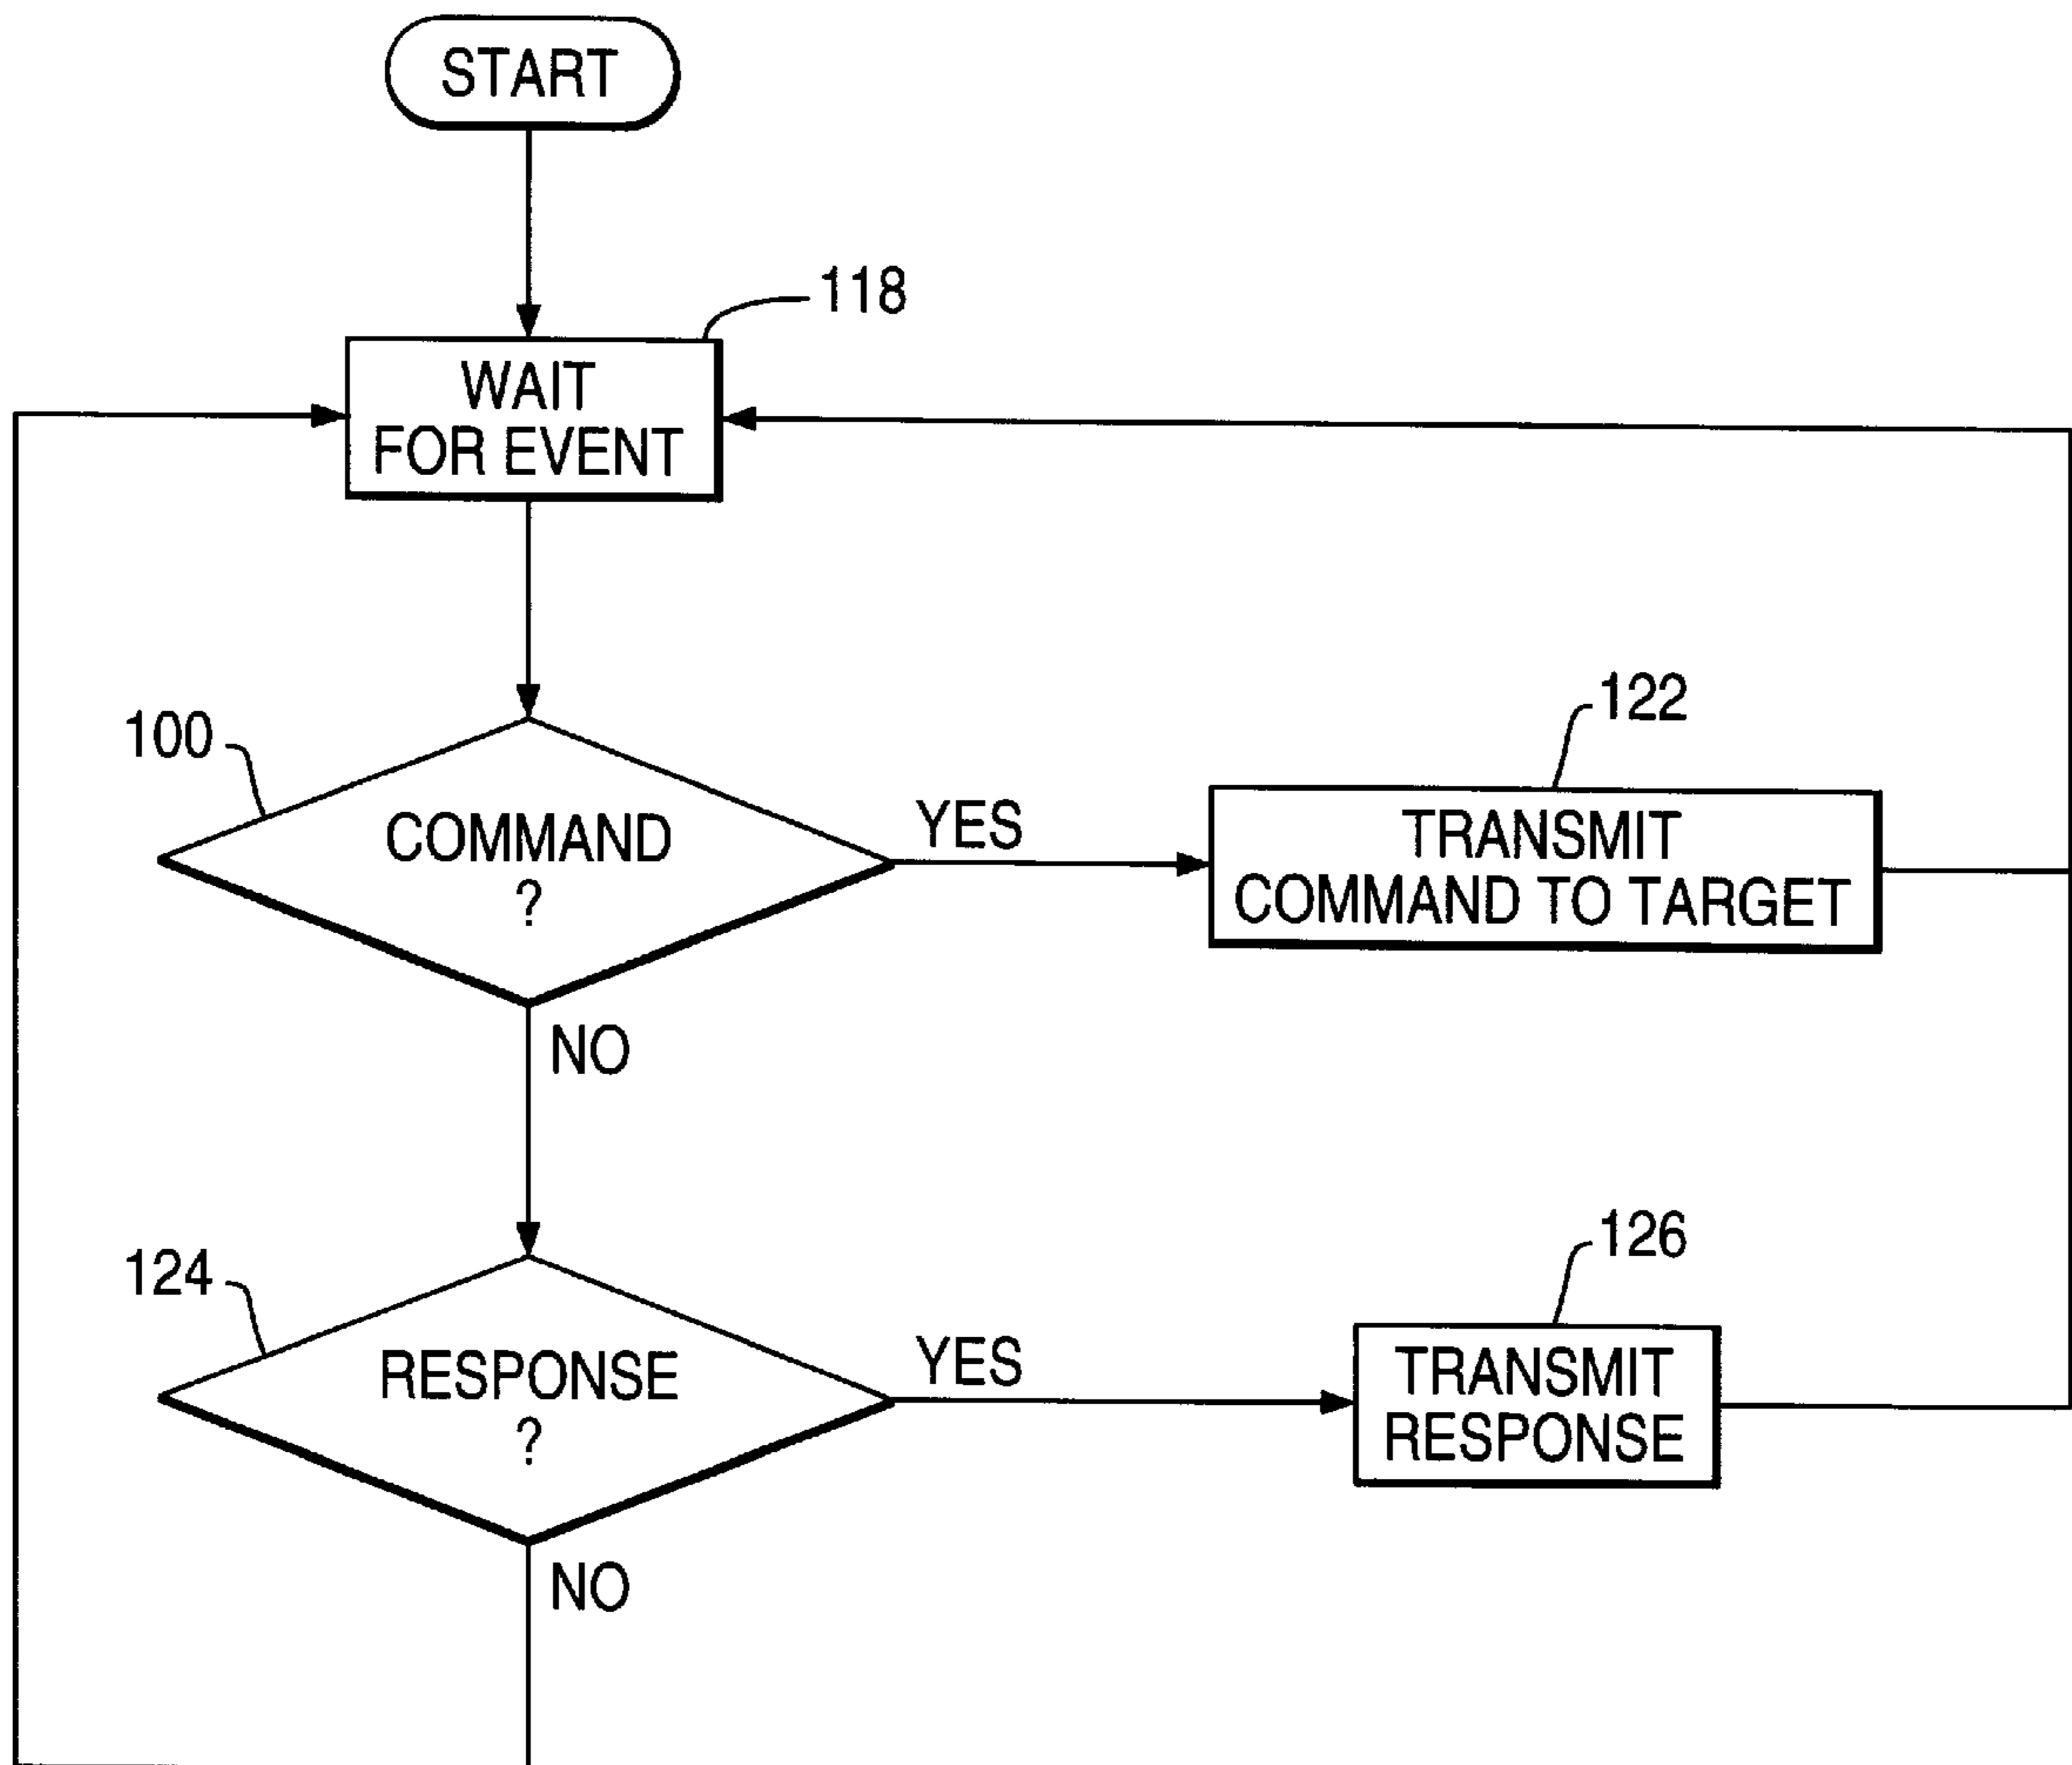 START
118
WAIT
FOR EVENT
100
COMMAND
?
YES
122
TRANSMIT
COMMAND TO TARGET
NO
124
RESPONSE
?
YES
126
TRANSMIT
RESPONSE
NO